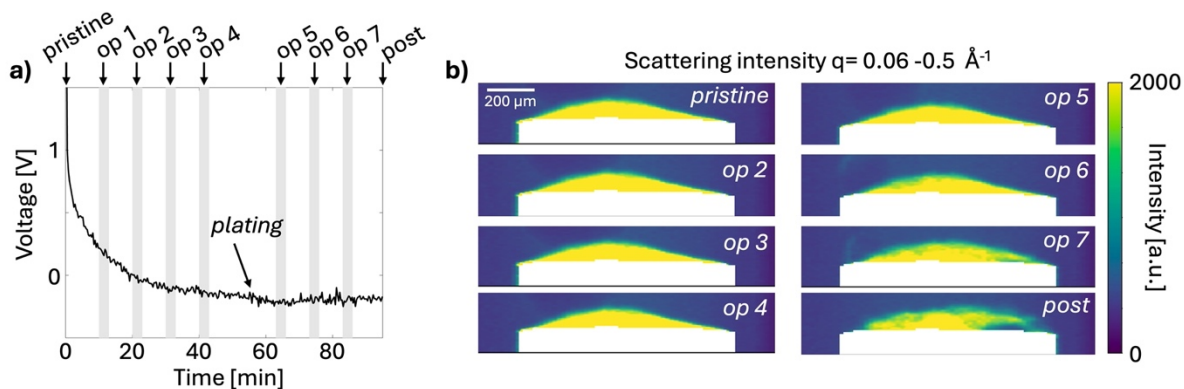 pristine
op 1
op 2
op 3
op 4
op 5
op 6
op 7
post
a)
1
0
Voltage [V]
plating
0 20 40 60 80
Time [min]
b)
Scattering intensity q= 0.06 -0.5 Å⁻¹
200 µm
pristine
op 2
op 3
op 4
op 5
op 6
op 7
post
2000
0
Intensity [a.u.]